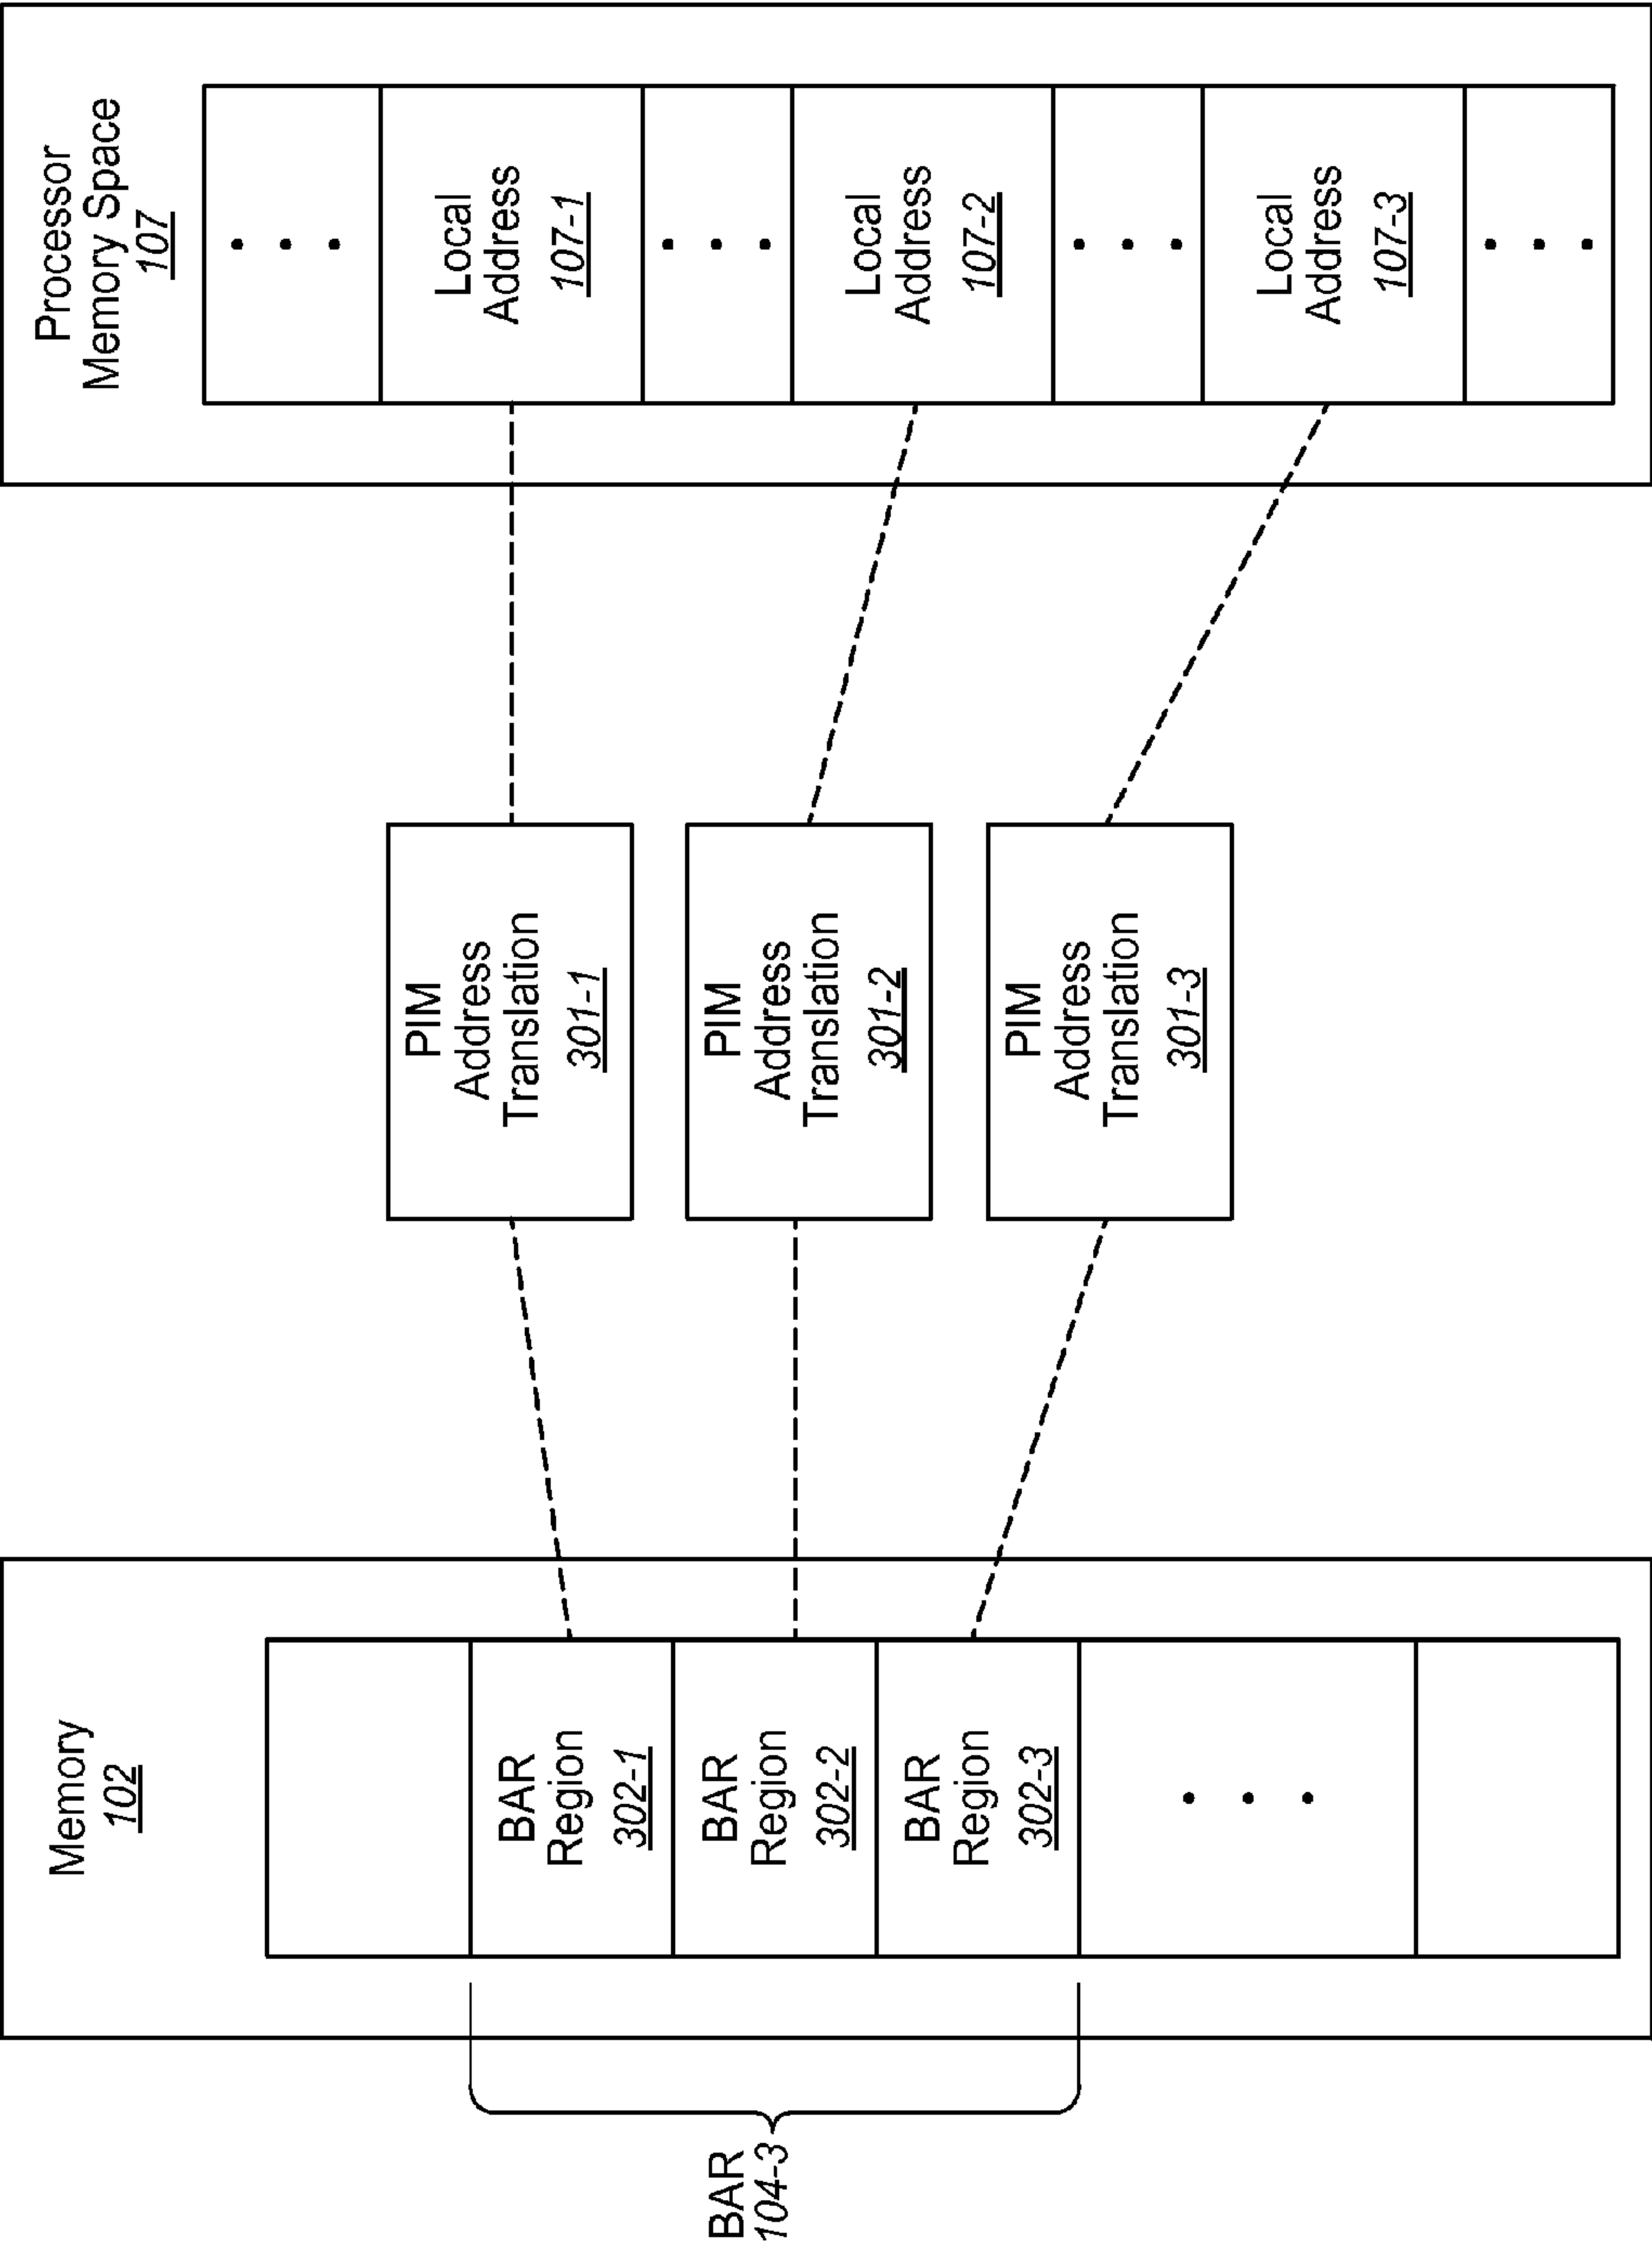 Memory
102
BAR
104-3
BAR
Region
302-1
BAR
Region
302-2
BAR
Region
302-3
PIM
Address
Translation
301-1
PIM
Address
Translation
301-2
PIM
Address
Translation
301-3
Processor
Memory Space
107
Local
Address
107-1
Local
Address
107-2
Local
Address
107-3